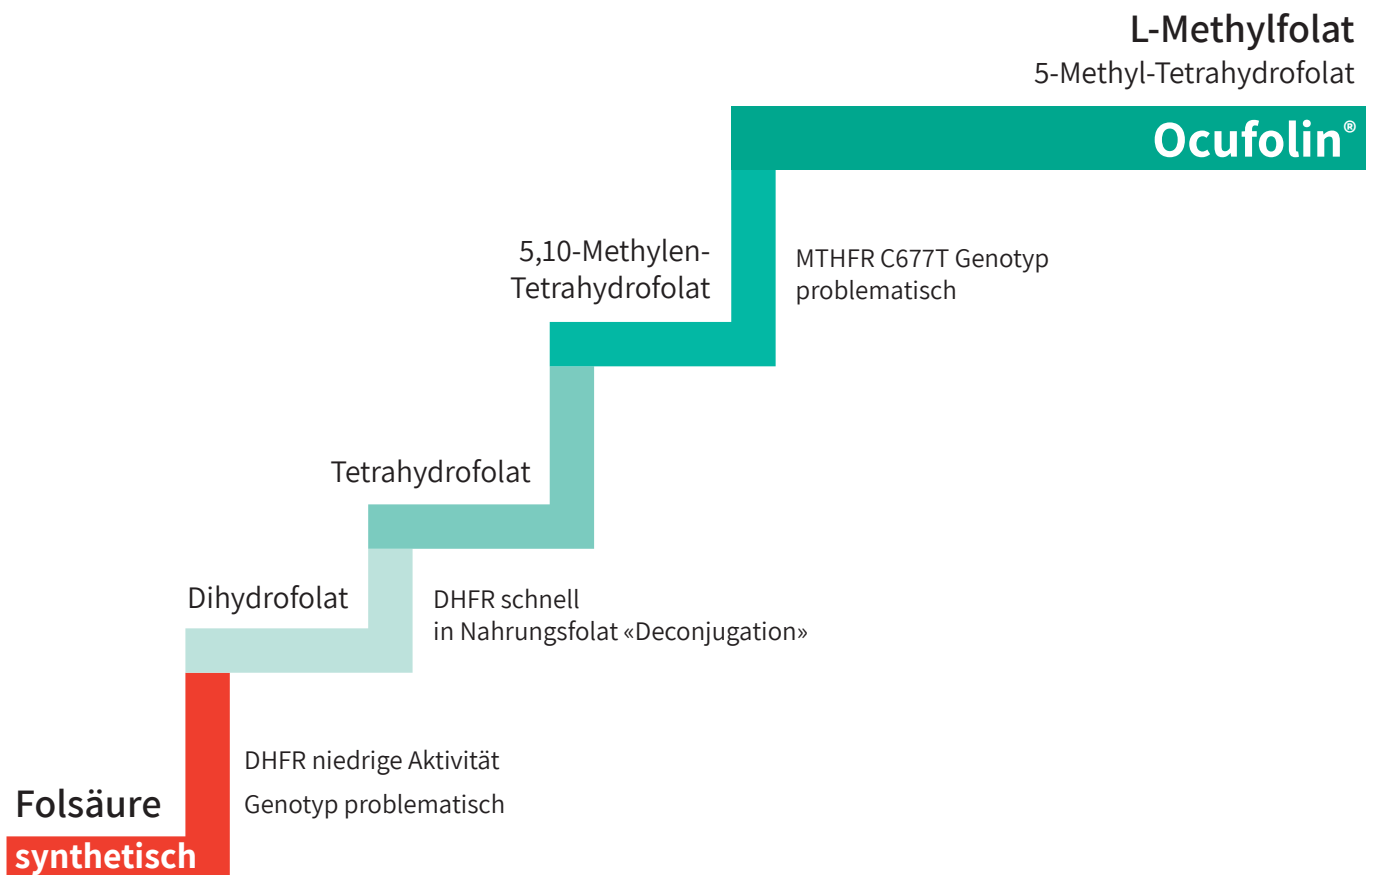 L-Methylfolat
5-Methyl-Tetrahydrofolat
Ocufolin®
5,10-Methylen-
Tetrahydrofolat
MTHFR C677T Genotyp
problematisch
Tetrahydrofolat
Dihydrofolat
DHFR schnell
in Nahrungsfolat «Deconjugation»
DHFR niedrige Aktivität
Genotyp problematisch
Folsäure
synthetisch